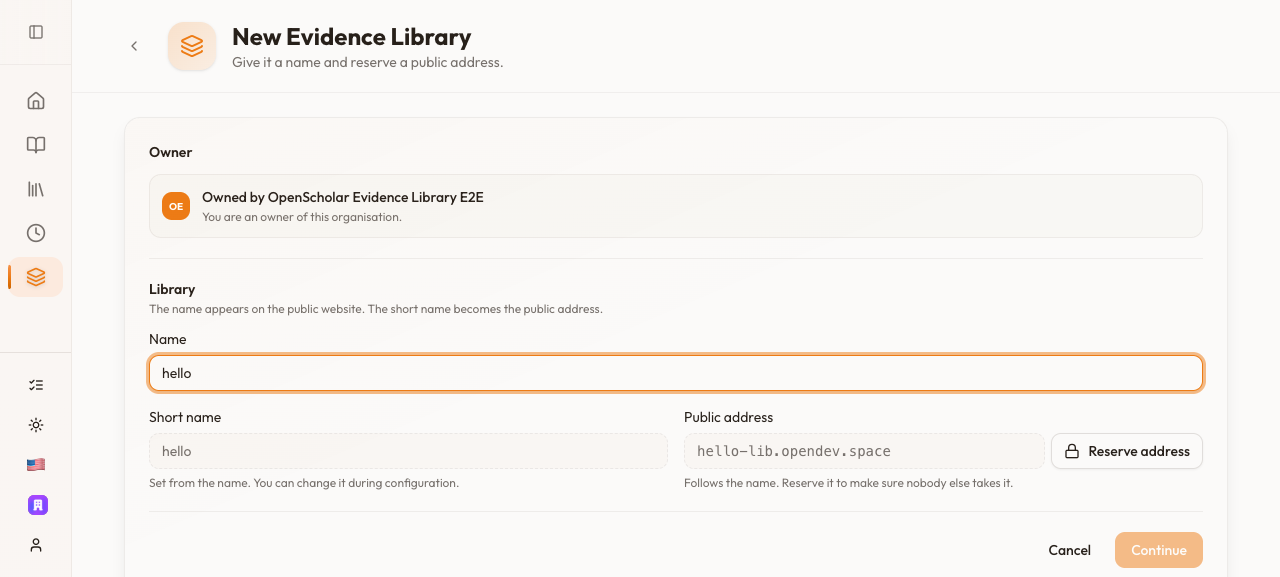 New Evidence Library
Give it a name and reserve a public address.
Owner
OE
Owned by OpenScholar Evidence Library E2E
You are an owner of this organisation.
Library
The name appears on the public website. The short name becomes the public address.
Name
hello
Short name
Public address
hello
hello-lib.opendev.space
Reserve address
Set from the name. You can change it during configuration.
Follows the name. Reserve it to make sure nobody else takes it.
Cancel
Continue